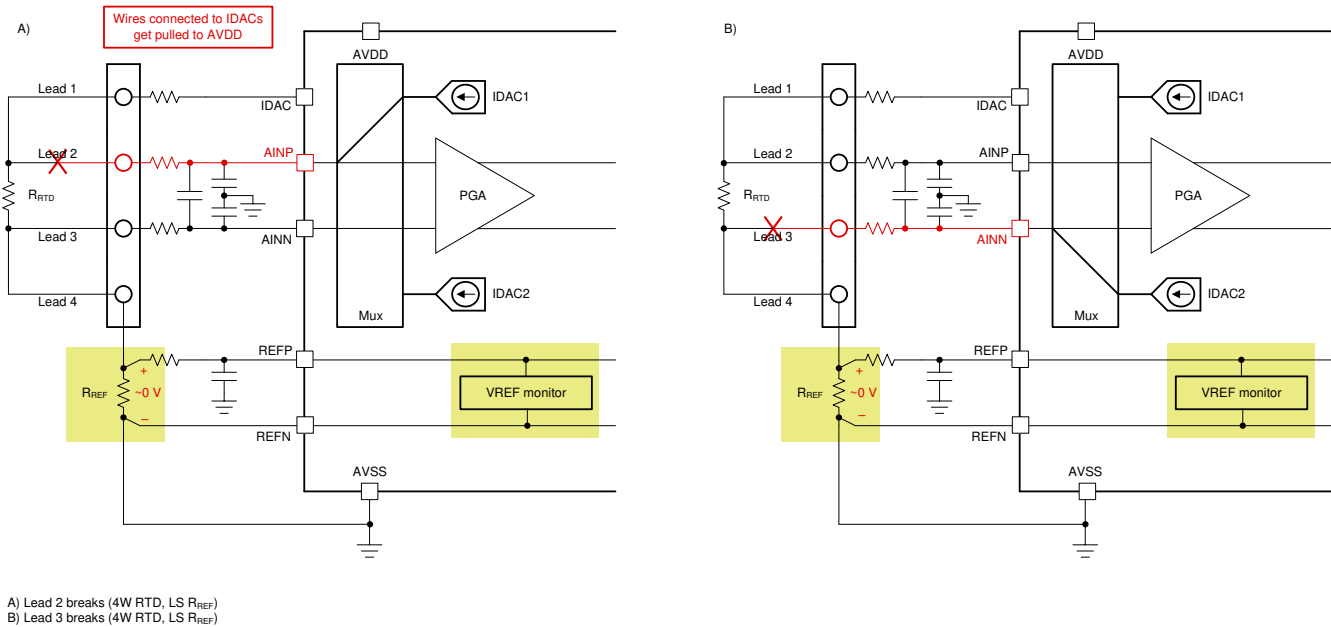 A)
Wires connected to IDACs
get pulled to AVDD
AVDD
Lead 1
IDAC
IDAC1
Lead 2
AINP
RRTD
PGA
Lead 3
AINN
Lead 4
IDAC2
Mux
REFP
+
RREF
~0 V
VREF monitor
–
REFN
AVSS
B)
AVDD
Lead 1
IDAC
IDAC1
Lead 2
AINP
RRTD
PGA
Lead 3
AINN
Lead 4
IDAC2
Mux
REFP
+
RREF
~0 V
VREF monitor
–
REFN
AVSS
A) Lead 2 breaks (4W RTD, LS RREF)
B) Lead 3 breaks (4W RTD, LS RREF)